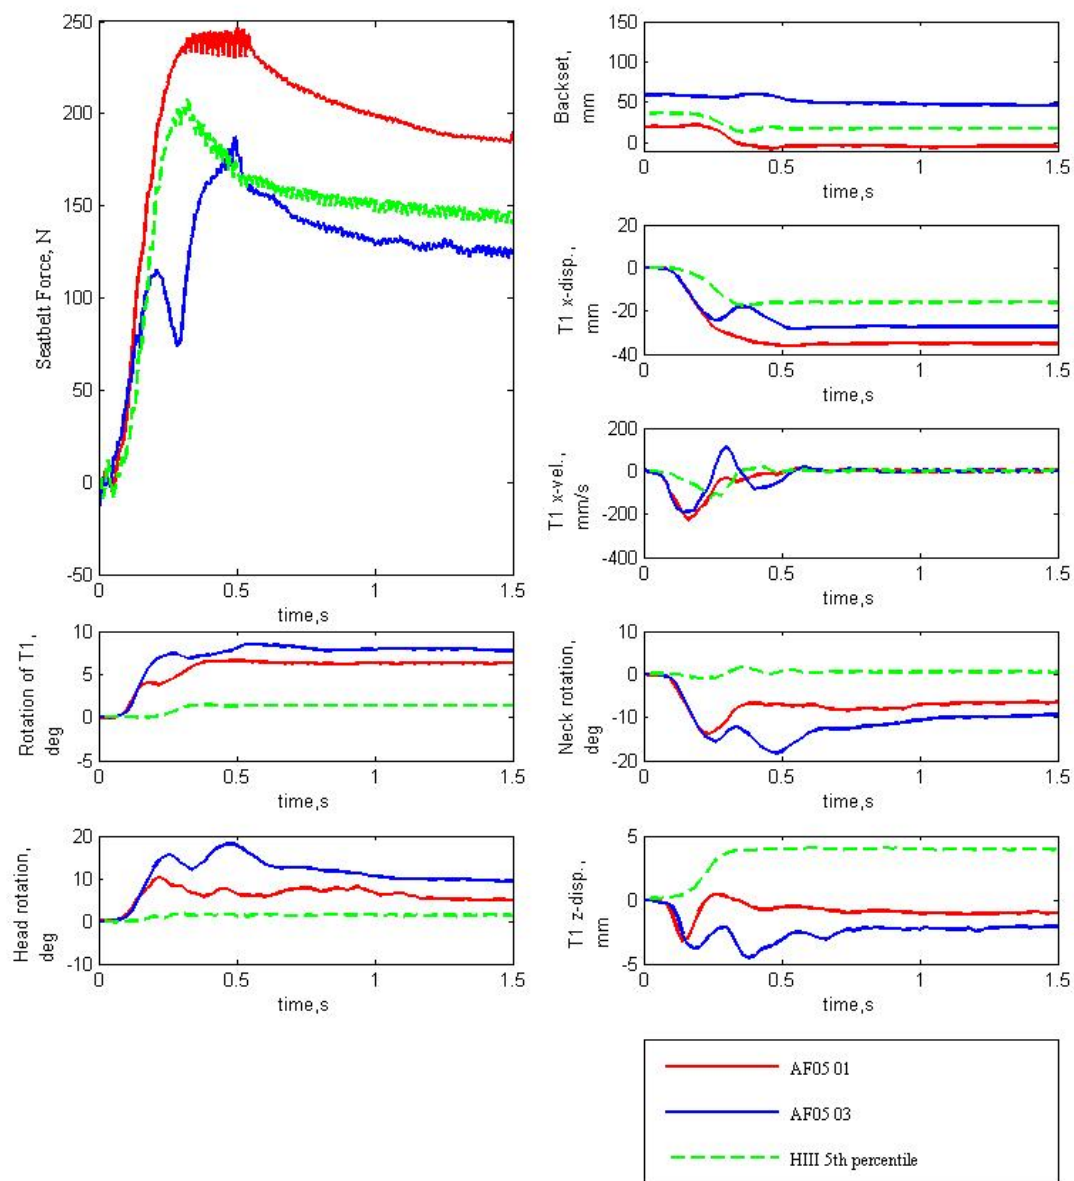 250
200
150
100
50
0
-50
Seatbelt Force, N
0 0.5 1 1.5
time,s
150
100
50
0
Backset,
mm
0 0.5 1 1.5
time,s
20
0
-20
-40
T1 x-disp.,
mm
0 0.5 1 1.5
time,s
200
0
-200
-400
T1 x-vel.,
mm/s
0 0.5 1 1.5
time,s
10
5
0
-5
Rotation of T1,
deg
0 0.5 1 1.5
time,s
10
0
-10
-20
Neck rotation,
deg
0 0.5 1 1.5
time,s
20
10
0
-10
Head rotation,
deg
0 0.5 1 1.5
time,s
5
0
-5
T1 z-disp.,
mm
0 0.5 1 1.5
time,s
AF05 01
AF05 03
HIII 5th percentile